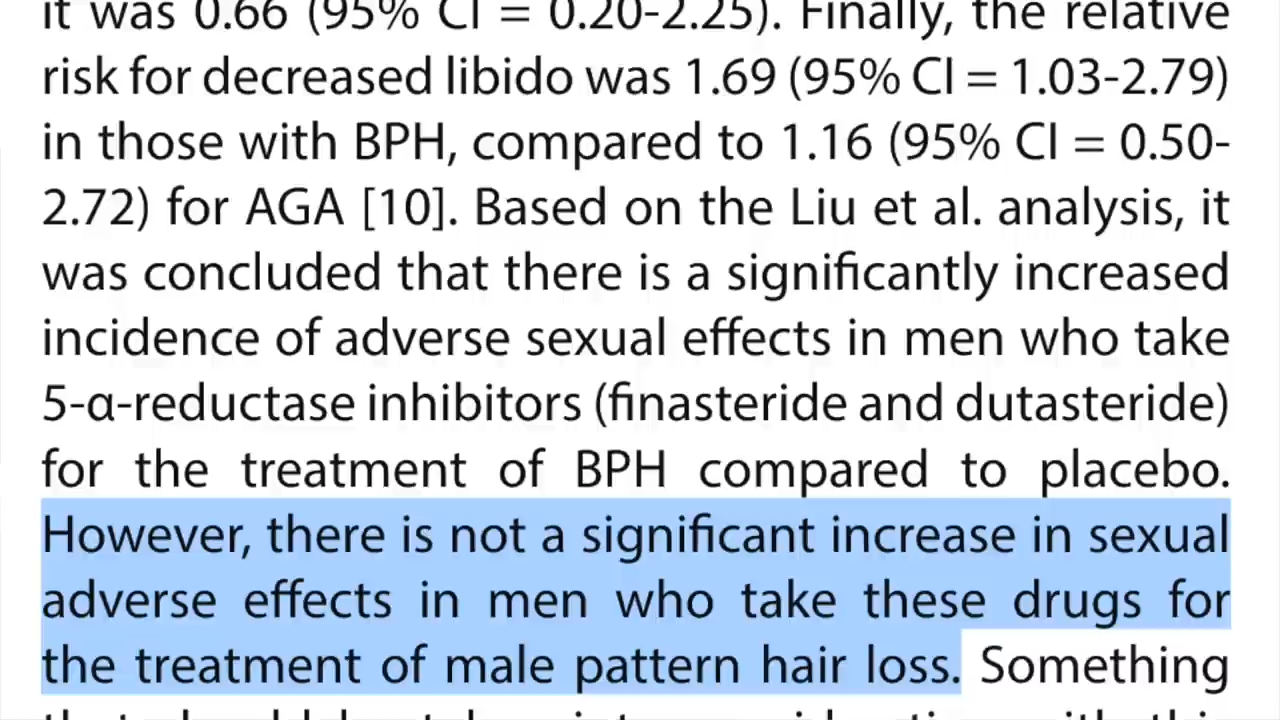 it was 0.66 (95% CI = 0.20-2.25). Finally, the relative
risk for decreased libido was 1.69 (95% CI = 1.03-2.79)
in those with BPH, compared to 1.16 (95% CI = 0.50-
2.72) for AGA [10]. Based on the Liu et al. analysis, it
was concluded that there is a significantly increased
incidence of adverse sexual effects in men who take
5-α-reductase inhibitors (finasteride and dutasteride)
for the treatment of BPH compared to placebo.
However, there is not a significant increase in sexual
adverse effects in men who take these drugs for
the treatment of male pattern hair loss. Something